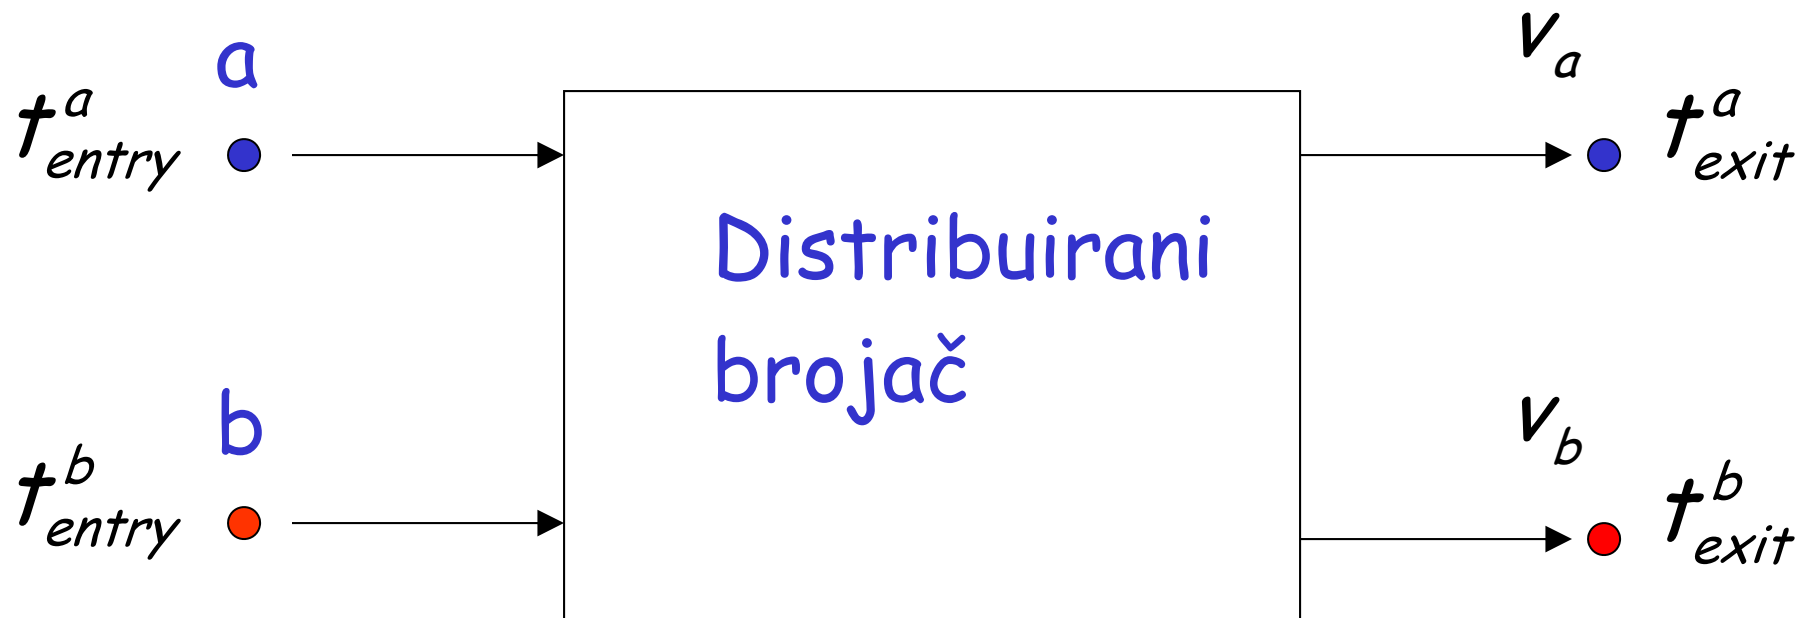 a
t^a_entry
v_a
t^a_exit
Distribuirani
brojač
b
t^b_entry
v_b
t^b_exit